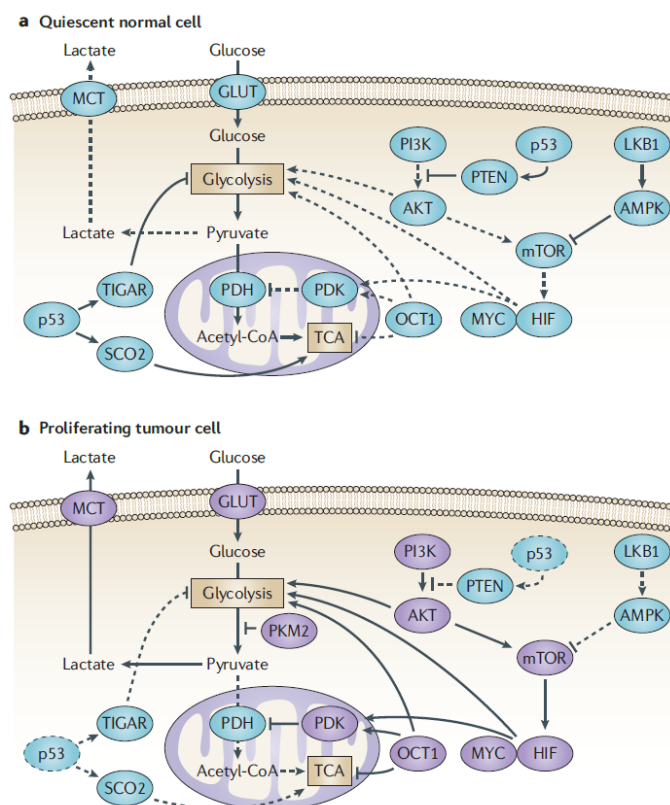 a Quiescent normal cell
Lactate
Glucose
MCT
GLUT
Glucose
PI3K
p53
LKB1
Glycolysis
PTEN
AKT
AMPK
Lactate
Pyruvate
mTOR
TIGAR
PDH
PDK
p53
OCT1
MYC
HIF
Acetyl-CoA
TCA
SCO2
b Proliferating tumour cell
Lactate
Glucose
MCT
GLUT
Glucose
PI3K
p53
LKB1
Glycolysis
PTEN
AKT
AMPK
PKM2
Lactate
Pyruvate
mTOR
TIGAR
PDH
PDK
p53
OCT1
MYC
HIF
Acetyl-CoA
TCA
SCO2